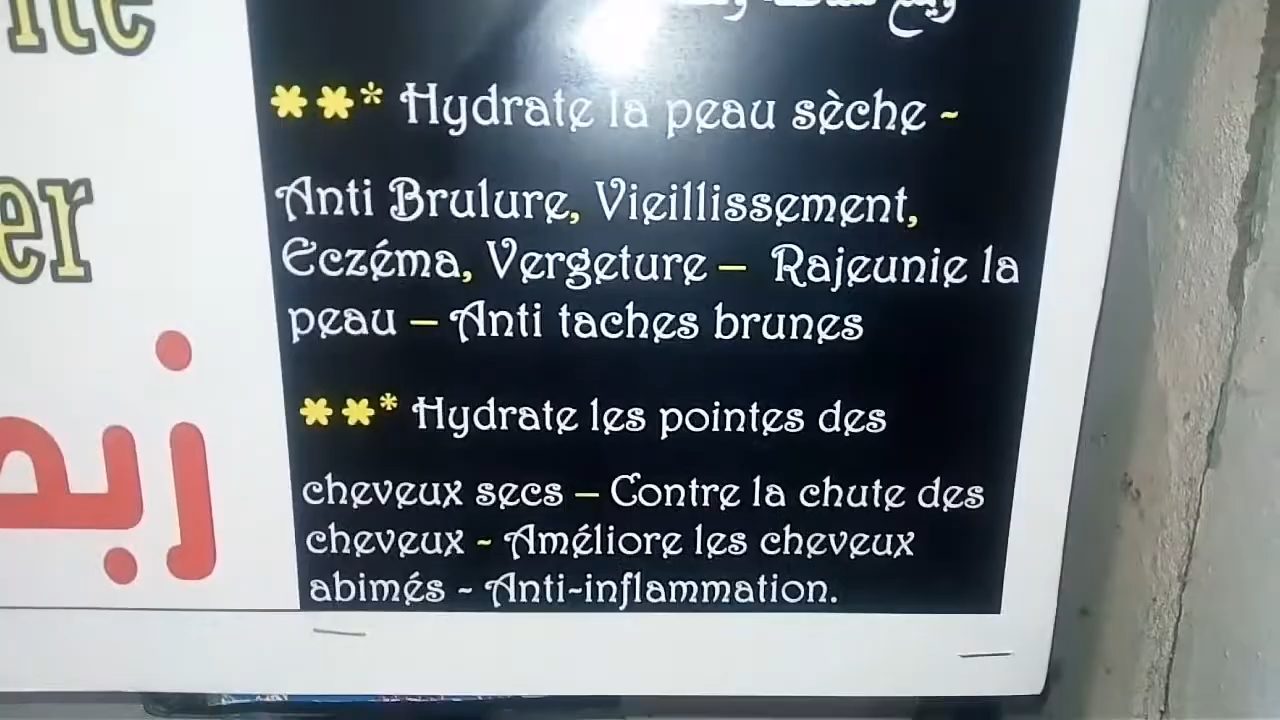 *** Hydrate la peau sèche -
Anti Brulure, Vieillissement,
Eczéma, Vergeture – Rajeunie la
peau – Anti taches brunes
*** Hydrate les pointes des
cheveux secs – Contre la chute des
cheveux - Améliore les cheveux
abimés - Anti-inflammation.